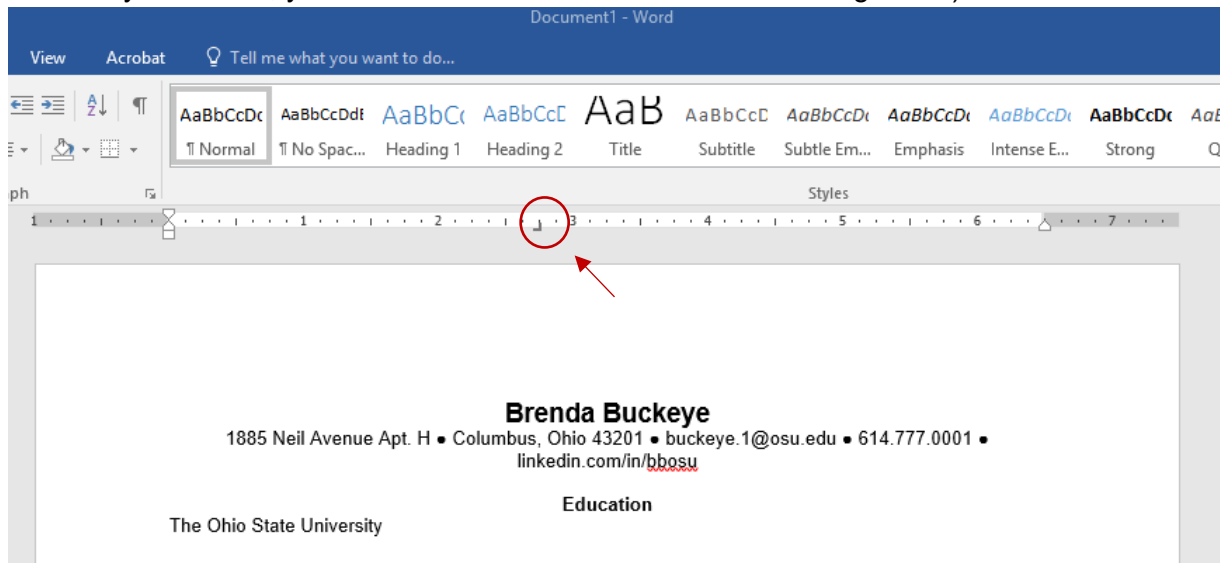 Document1 - Word
View Acrobat Tell me what you want to do...
AaBbCcDc AaBbCcDdE AaBbC( AaBbCcE AaB AaBbCcD AaBbCcDc AaBbCcDc AaBbCcDc AaBbCcDc AaB
¶ Normal ¶ No Spac... Heading 1 Heading 2 Title Subtitle Subtle Em... Emphasis Intense E... Strong Q
ph Styles
1 1 2 3 4 5 6 7
Brenda Buckeye
1885 Neil Avenue Apt. H ● Columbus, Ohio 43201 ● buckeye.1@osu.edu ● 614.777.0001 ●
linkedin.com/in/bbosu
Education
The Ohio State University